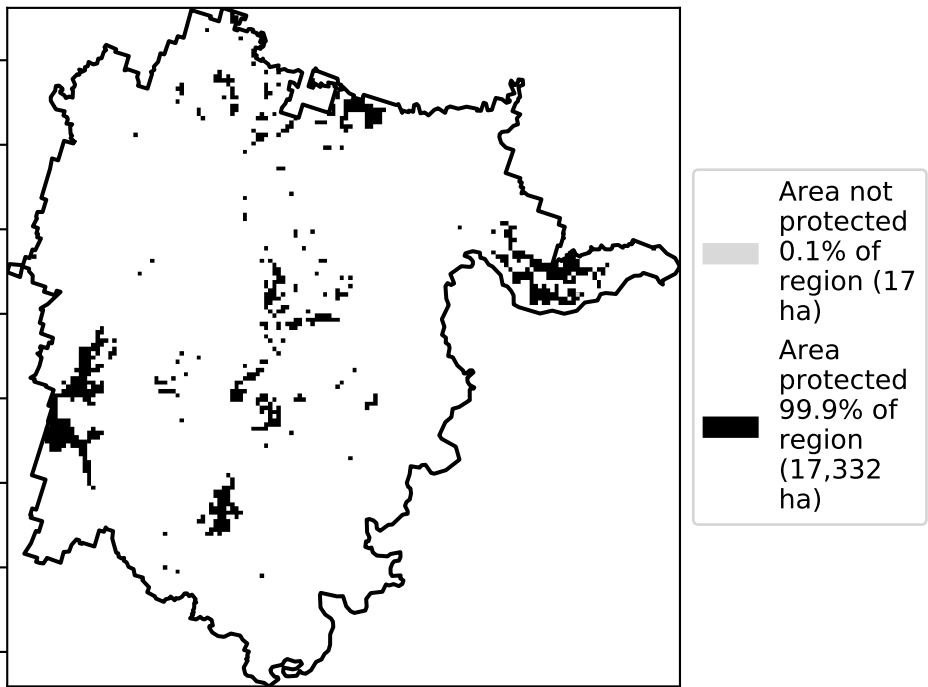 Area not
protected
0.1% of
region (17
ha)
Area
protected
99.9% of
region
(17,332
ha)